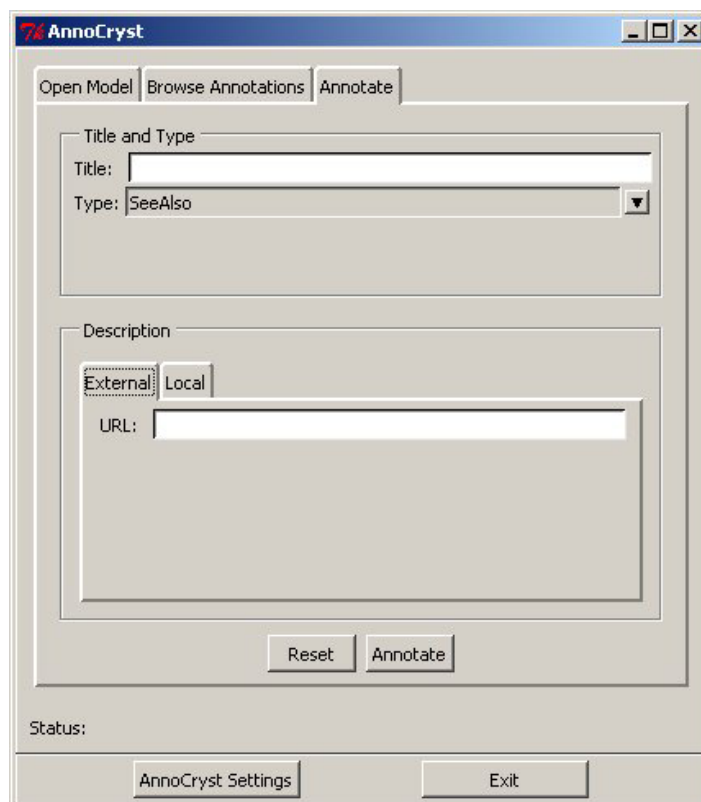 AnnoCryst
Open Model Browse Annotations Annotate
Title and Type
Title:
Type: SeeAlso
Description
External Local
URL:
Reset Annotate
Status:
AnnoCryst Settings Exit